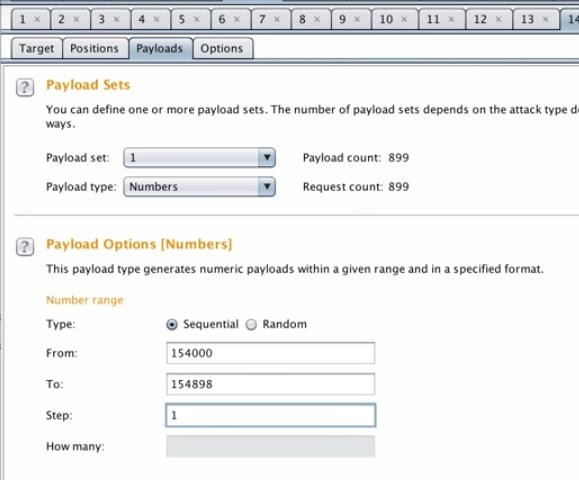 1 × 2 × 3 × 4 × 5 × 6 × 7 × 8 × 9 × 10 × 11 × 12 × 13 × 14
Target Positions Payloads Options
? Payload Sets
You can define one or more payload sets. The number of payload sets depends on the attack type
ways.
Payload set: 1 Payload count: 899
Payload type: Numbers Request count: 899
? Payload Options [Numbers]
This payload type generates numeric payloads within a given range and in a specified format.
Number range
Type: Sequential Random
From: 154000
To: 154898
Step: 1
How many: